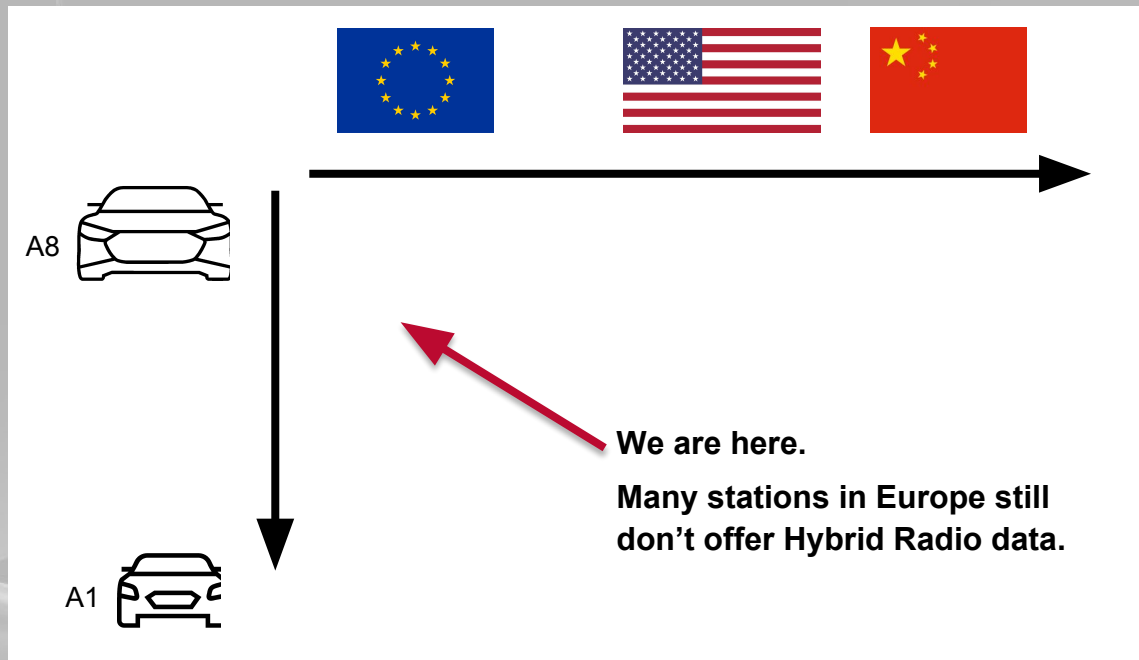 A8
We are here.
Many stations in Europe still
don’t offer Hybrid Radio data.
A1